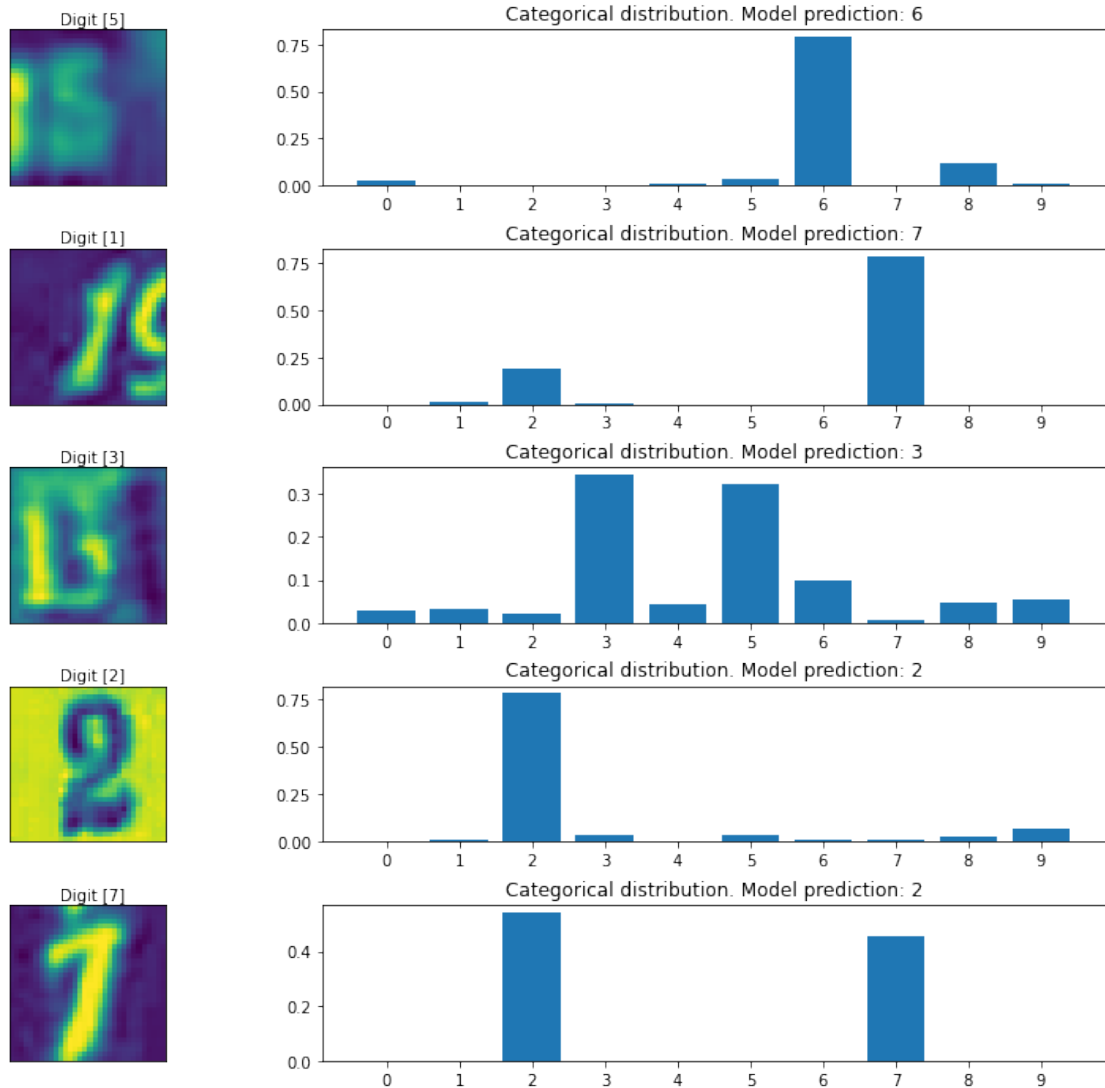 Digit [5]
Categorical distribution. Model prediction: 6
15
0.75
0.50
0.25
0.00
0 1 2 3 4 5 6 7 8 9
Digit [1]
Categorical distribution. Model prediction: 7
19
0.75
0.50
0.25
0.00
0 1 2 3 4 5 6 7 8 9
Digit [3]
Categorical distribution. Model prediction: 3
0.3
0.2
0.1
0.0
0 1 2 3 4 5 6 7 8 9
Digit [2]
Categorical distribution. Model prediction: 2
2
0.75
0.50
0.25
0.00
0 1 2 3 4 5 6 7 8 9
Digit [7]
Categorical distribution. Model prediction: 2
7
0.4
0.2
0.0
0 1 2 3 4 5 6 7 8 9